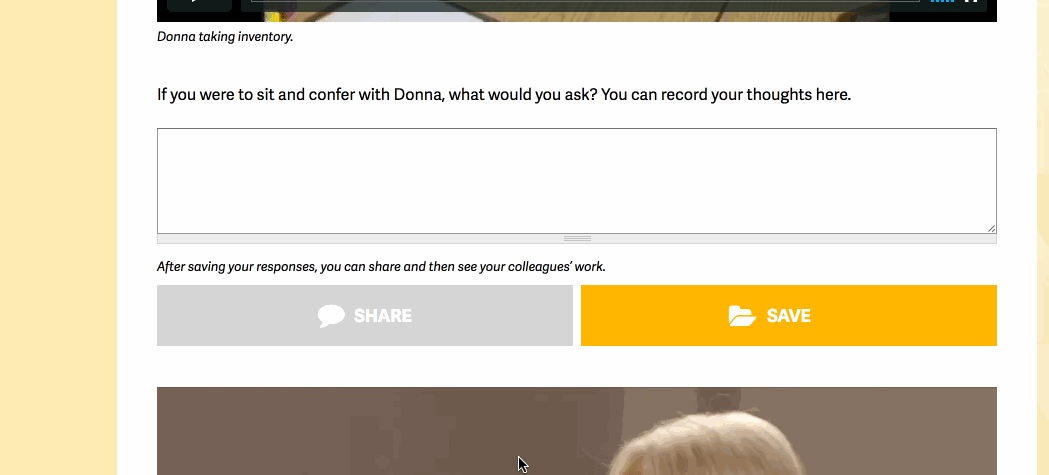 Donna taking inventory.
If you were to sit and confer with Donna, what would you ask? You can record your thoughts here.
After saving your responses, you can share and then see your colleagues’ work.
SHARE
SAVE